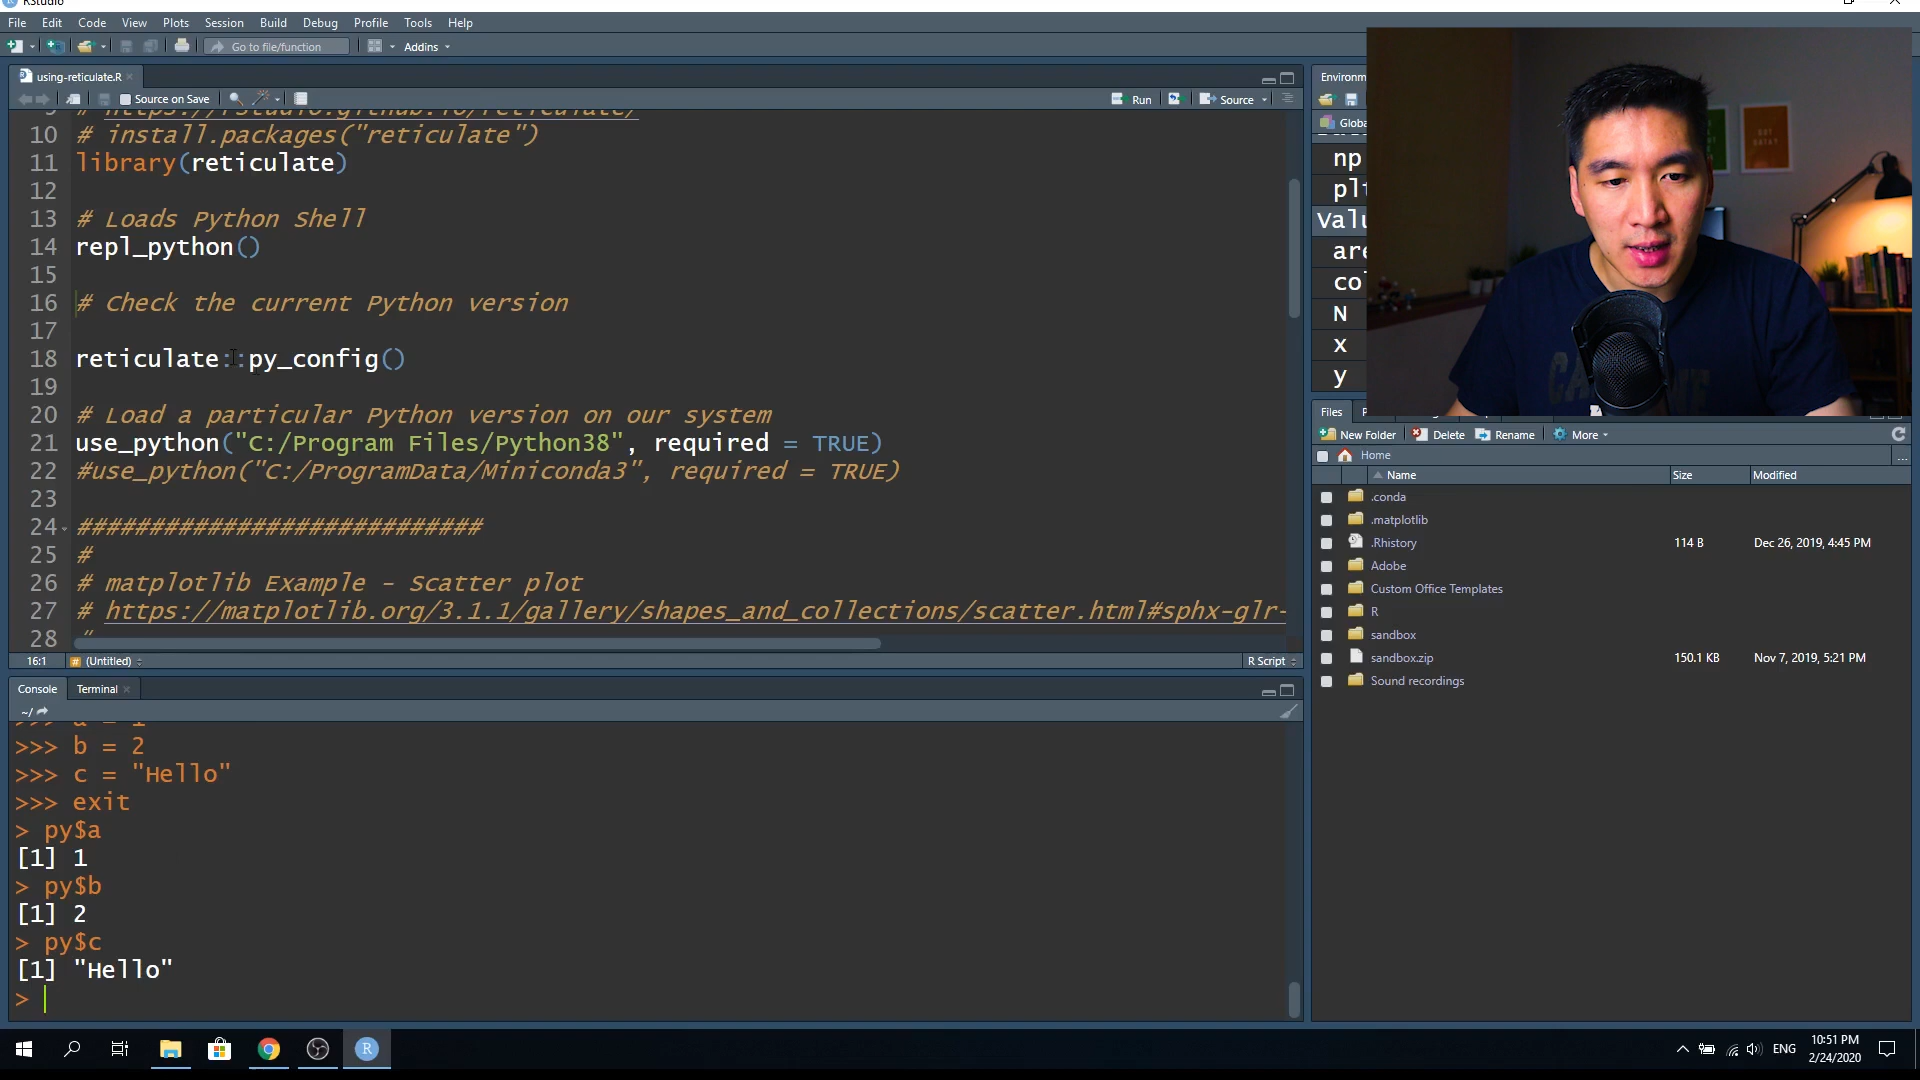 RStudio
File Edit Code View Plots Session Build Debug Profile Tools Help
Go to file/function Addins
using-reticulate.R
Source on Save Run Source
9 # https://rstudio.github.io/reticulate/
10 # install.packages("reticulate")
11 library(reticulate)
12
13 # Loads Python Shell
14 repl_python()
15
16 # Check the current Python version
17
18 reticulate::py_config()
19
20 # Load a particular Python version on our system
21 use_python("C:/Program Files/Python38", required = TRUE)
22 #use_python("C:/ProgramData/Miniconda3", required = TRUE)
23
24 ############################
25 #
26 # matplotlib Example - Scatter plot
27 # https://matplotlib.org/3.1.1/gallery/shapes_and_collections/scatter.html#sphx-glr-
28 #
16:1 # (Untitled) R Script
Console Terminal
~/
>>> a = 1
>>> b = 2
>>> c = "Hello"
>>> exit
> py$a
[1] 1
> py$b
[1] 2
> py$c
[1] "Hello"
>
Environm
Globa
np
plt
Valu
are
co
N
x
y
Files P
New Folder Delete Rename More
Home ...
Name Size Modified
.conda
.matplotlib
.Rhistory 114 B Dec 26, 2019, 4:45 PM
Adobe
Custom Office Templates
R
sandbox
sandbox.zip 150.1 KB Nov 7, 2019, 5:21 PM
Sound recordings
R
ENG
10:51 PM
2/24/2020